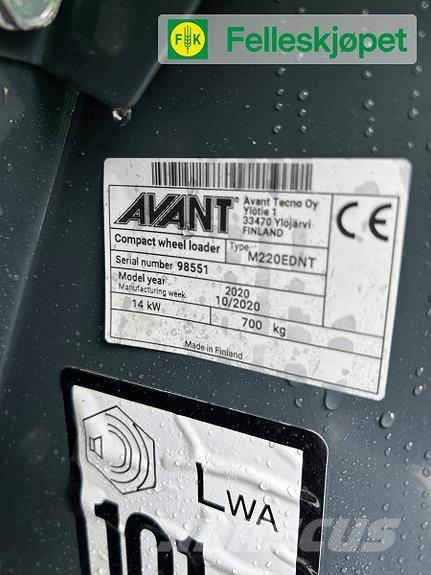 Felleskjøpet
FK
AVANT®
Avant Tecno Oy
Ylötie 1
33470 Ylöjärvi
FINLAND
CE
Compact wheel loader
Type
M220EDNT
Serial number 98551
Model year
2020
Manufacturing week
10/2020
14 kW
700 kg
Made in Finland
LWA
101